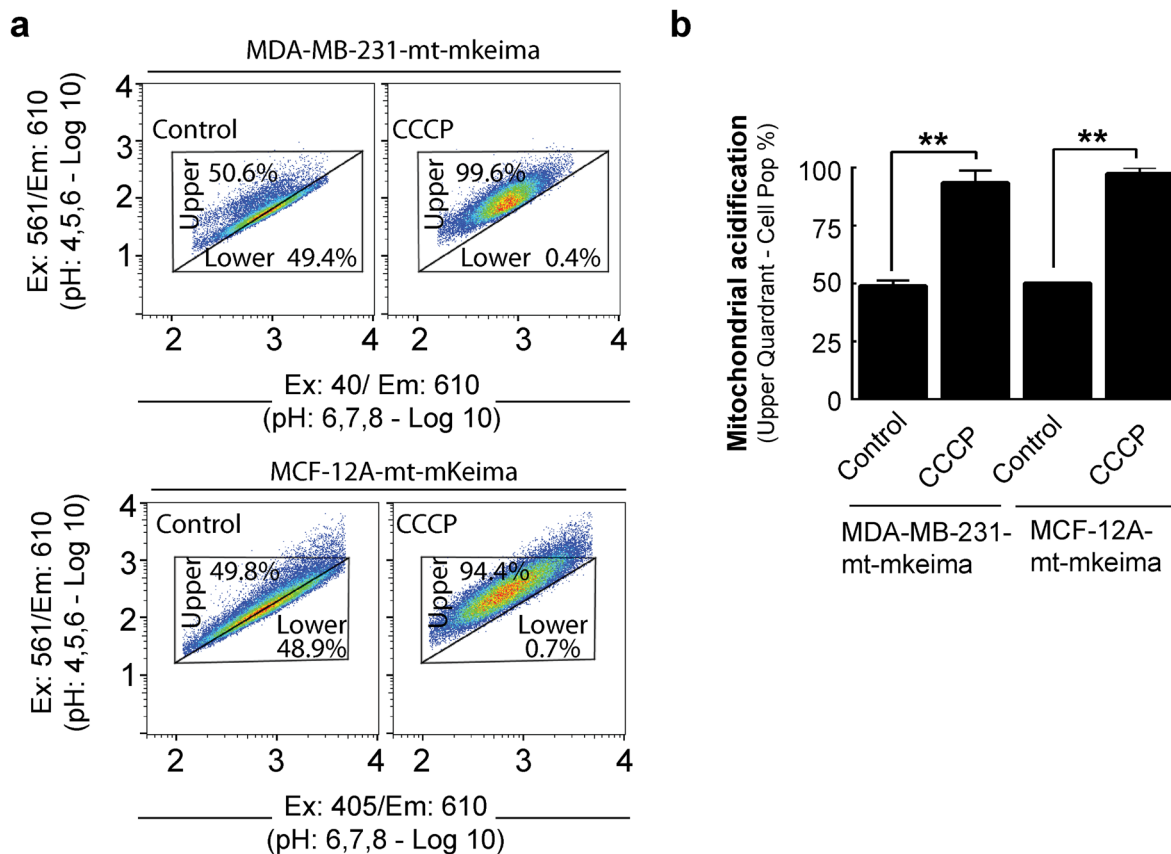 a
MDA-MB-231-mt-mkeima
Ex: 561/Em: 610
(pH: 4,5,6 - Log 10)
4
3
2
1
Control
Upper
50.6%
Lower 49.4%
CCCP
Upper
99.6%
Lower 0.4%
2 3 4
2 3 4
Ex: 40/ Em: 610
(pH: 6,7,8 - Log 10)
MCF-12A-mt-mKeima
Ex: 561/Em: 610
(pH: 4,5,6 - Log 10)
4
3
2
1
Control
Upper
49.8%
Lower
48.9%
CCCP
Upper
94.4%
Lower
0.7%
2 3 4
2 3 4
Ex: 405/Em: 610
(pH: 6,7,8 - Log 10)
b
Mitochondrial acidification
(Upper Quardrant - Cell Pop %)
100
75
50
25
0
**
**
Control
CCCP
Control
CCCP
MDA-MB-231-
mt-mkeima
MCF-12A-
mt-mkeima